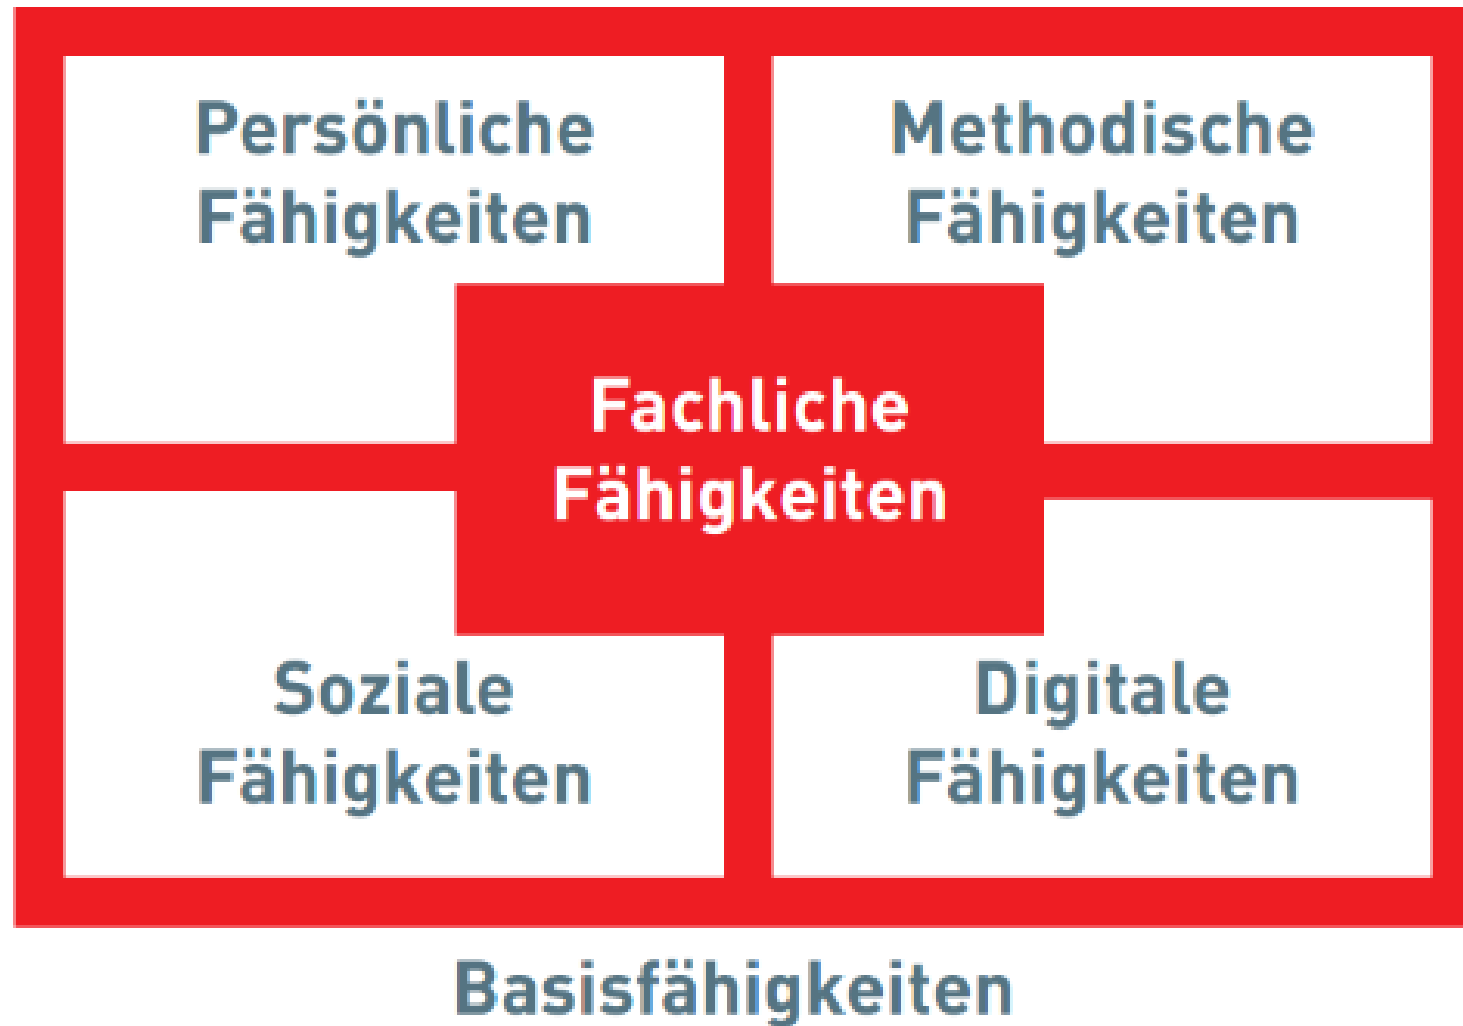 Persönliche
Fähigkeiten
Methodische
Fähigkeiten
Fachliche
Fähigkeiten
Soziale
Fähigkeiten
Digitale
Fähigkeiten
Basisfähigkeiten